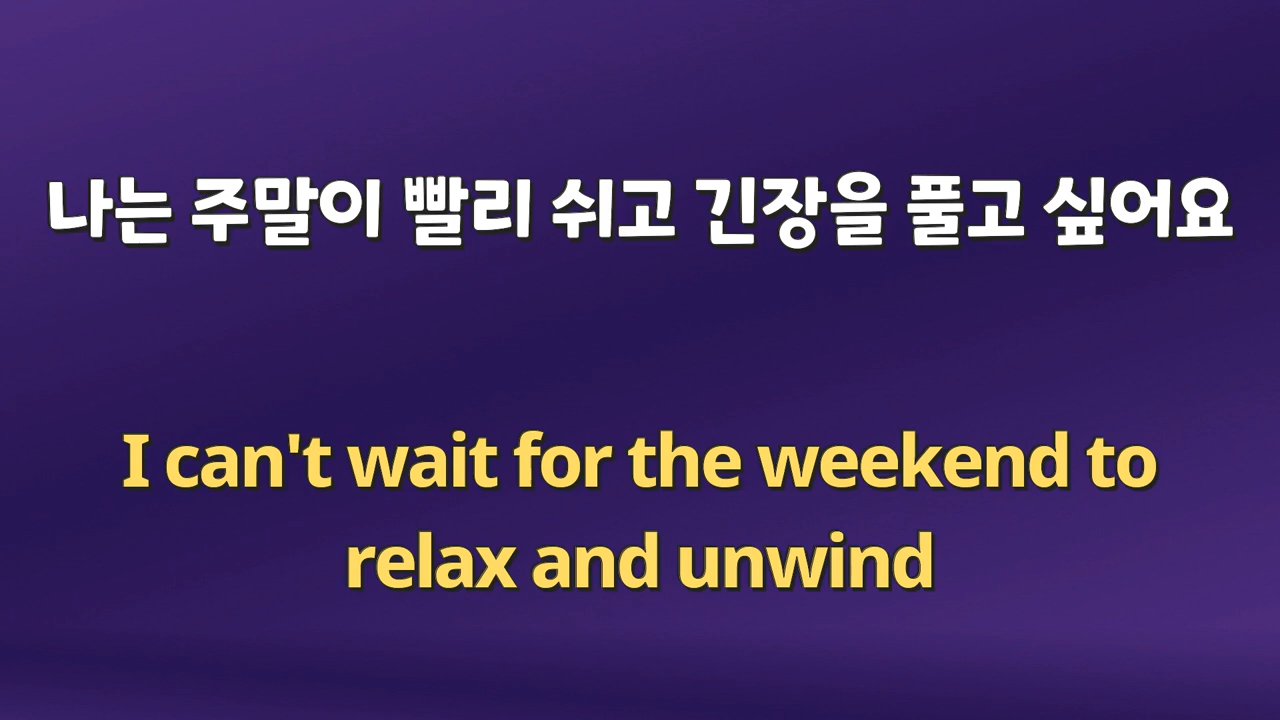 나는 주말이 빨리 쉬고 긴장을 풀고 싶어요
I can't wait for the weekend to
relax and unwind